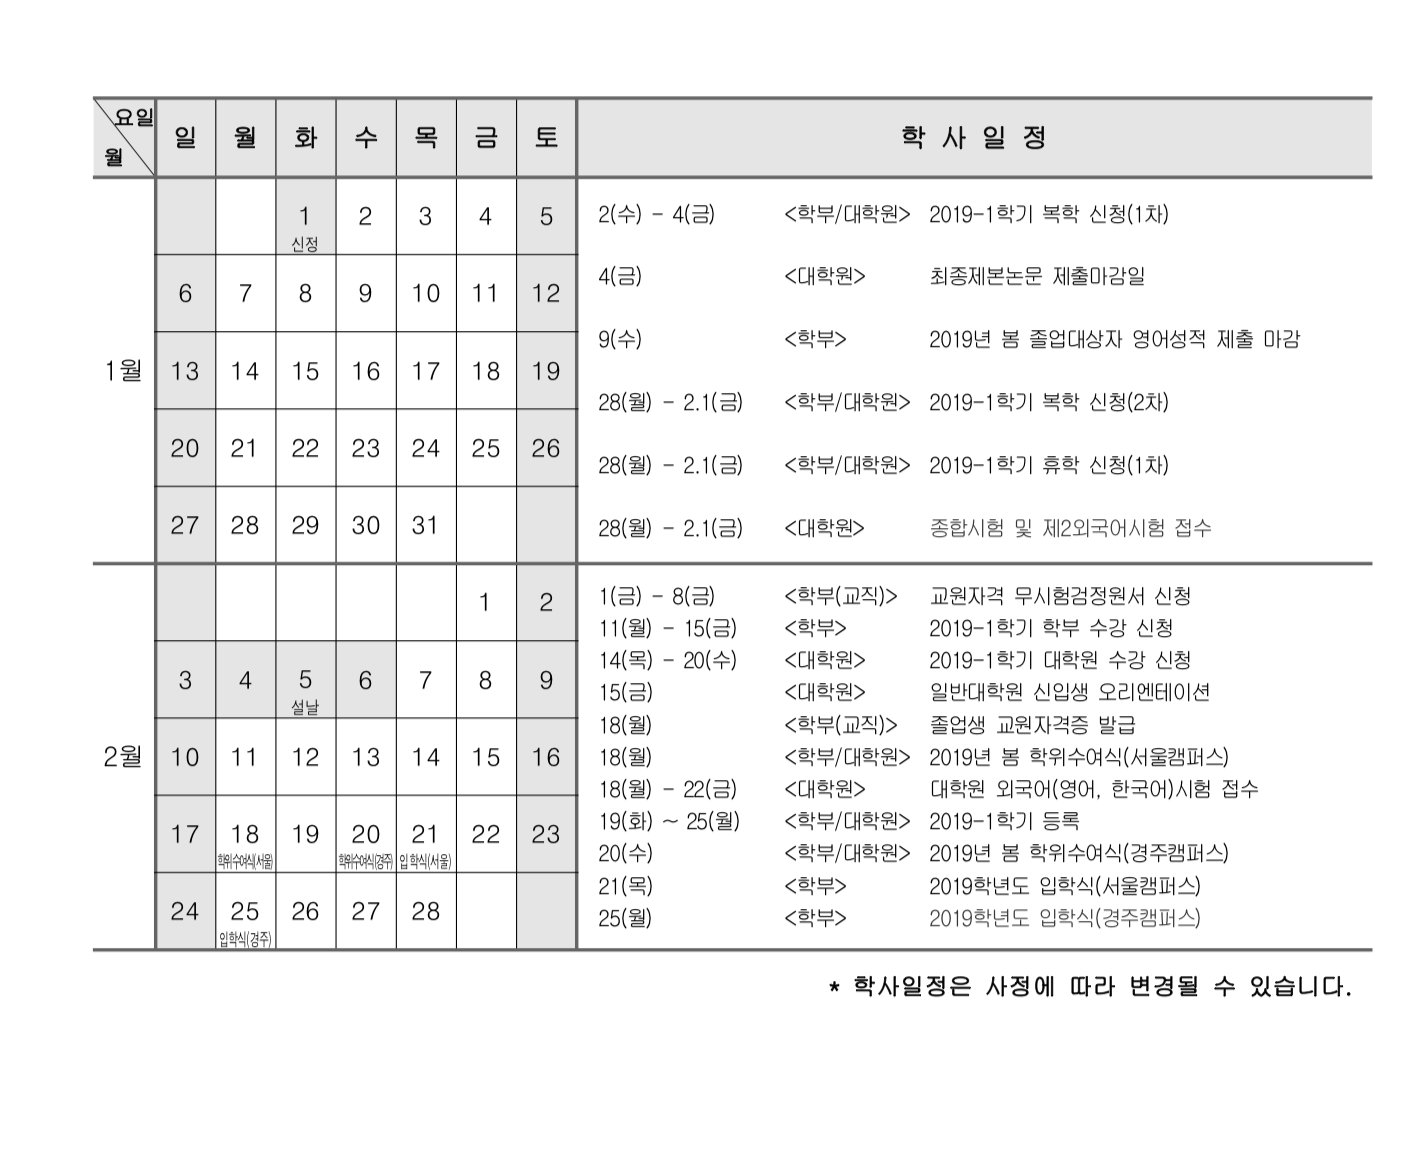 요일
월 일 월 화 수 목 금 토 학 사 일 정
1월
1 2 3 4 5
신정
6 7 8 9 10 11 12
13 14 15 16 17 18 19
20 21 22 23 24 25 26
27 28 29 30 31
2(수) - 4(금) <학부/대학원> 2019-1학기 복학 신청(1차)
4(금) <대학원> 최종제본논문 제출마감일
9(수) <학부> 2019년 봄 졸업대상자 영어성적 제출 마감
28(월) - 2.1(금) <학부/대학원> 2019-1학기 복학 신청(2차)
28(월) - 2.1(금) <학부/대학원> 2019-1학기 휴학 신청(1차)
28(월) - 2.1(금) <대학원> 종합시험 및 제2외국어시험 접수
2월
1 2
3 4 5 6 7 8 9
설날
10 11 12 13 14 15 16
17 18 19 20 21 22 23
학위수여식(서울) 학위수여식(경주) 입학식(서울)
24 25 26 27 28
입학식(경주)
1(금) - 8(금) <학부(교직)> 교원자격 무시험검정원서 신청
11(월) - 15(금) <학부> 2019-1학기 학부 수강 신청
14(목) - 20(수) <대학원> 2019-1학기 대학원 수강 신청
15(금) <대학원> 일반대학원 신입생 오리엔테이션
18(월) <학부(교직)> 졸업생 교원자격증 발급
18(월) <학부/대학원> 2019년 봄 학위수여식(서울캠퍼스)
18(월) - 22(금) <대학원> 대학원 외국어(영어, 한국어)시험 접수
19(화) ~ 25(월) <학부/대학원> 2019-1학기 등록
20(수) <학부/대학원> 2019년 봄 학위수여식(경주캠퍼스)
21(목) <학부> 2019학년도 입학식(서울캠퍼스)
25(월) <학부> 2019학년도 입학식(경주캠퍼스)
* 학사일정은 사정에 따라 변경될 수 있습니다.